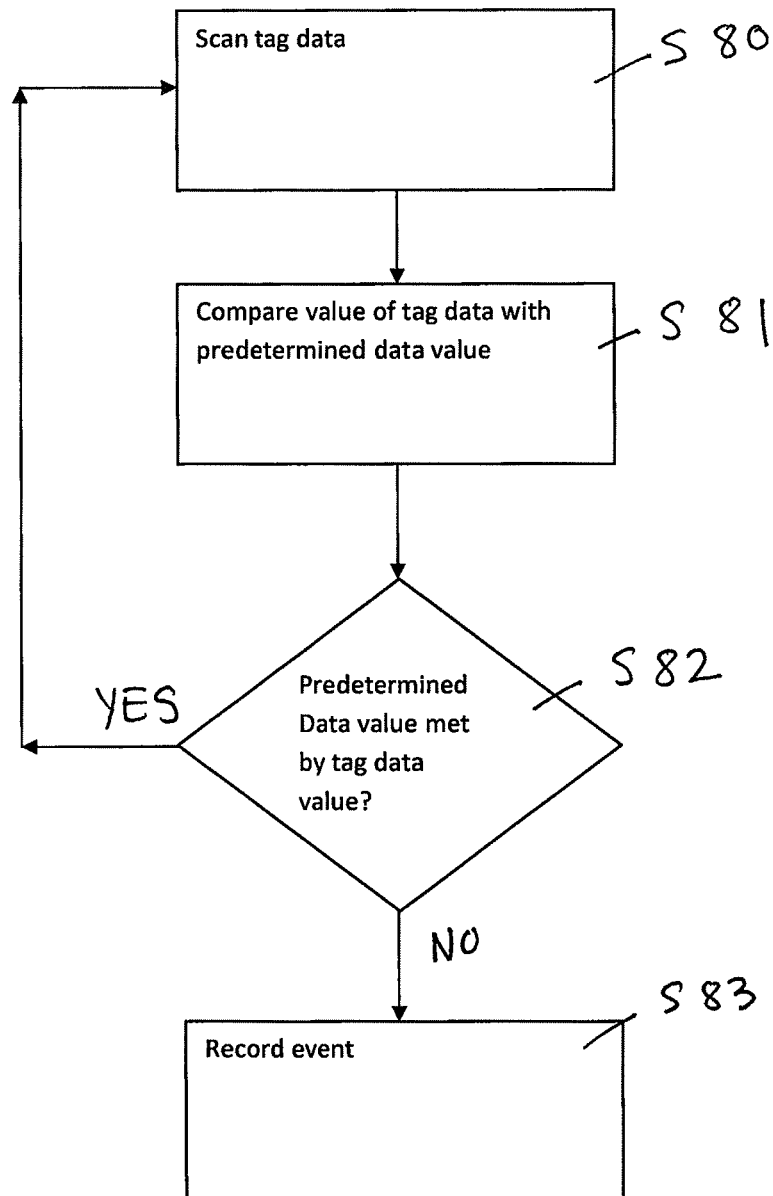 Scan tag data
S 80
Compare value of tag data with
predetermined data value
S 81
Predetermined
Data value met
by tag data
value?
S 82
YES
NO
Record event
S 83